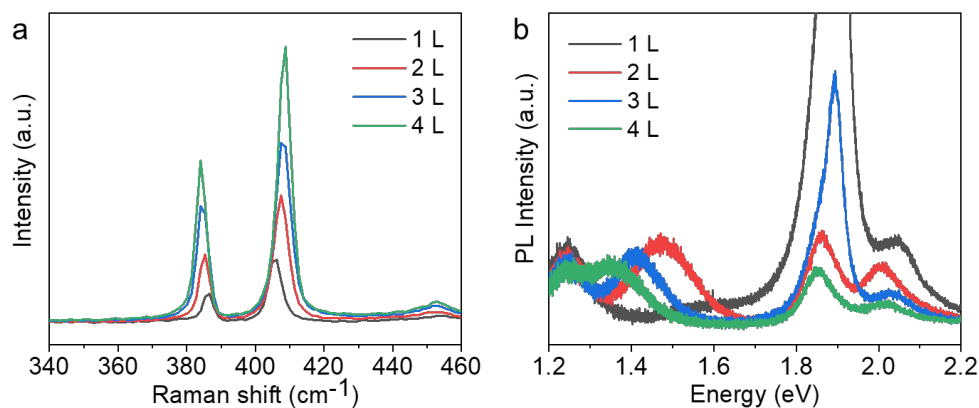 a
1 L
2 L
3 L
4 L
Intensity (a.u.)
340 360 380 400 420 440 460
Raman shift (cm-1)
b
1 L
2 L
3 L
4 L
PL Intensity (a.u.)
1.2 1.4 1.6 1.8 2.0 2.2
Energy (eV)